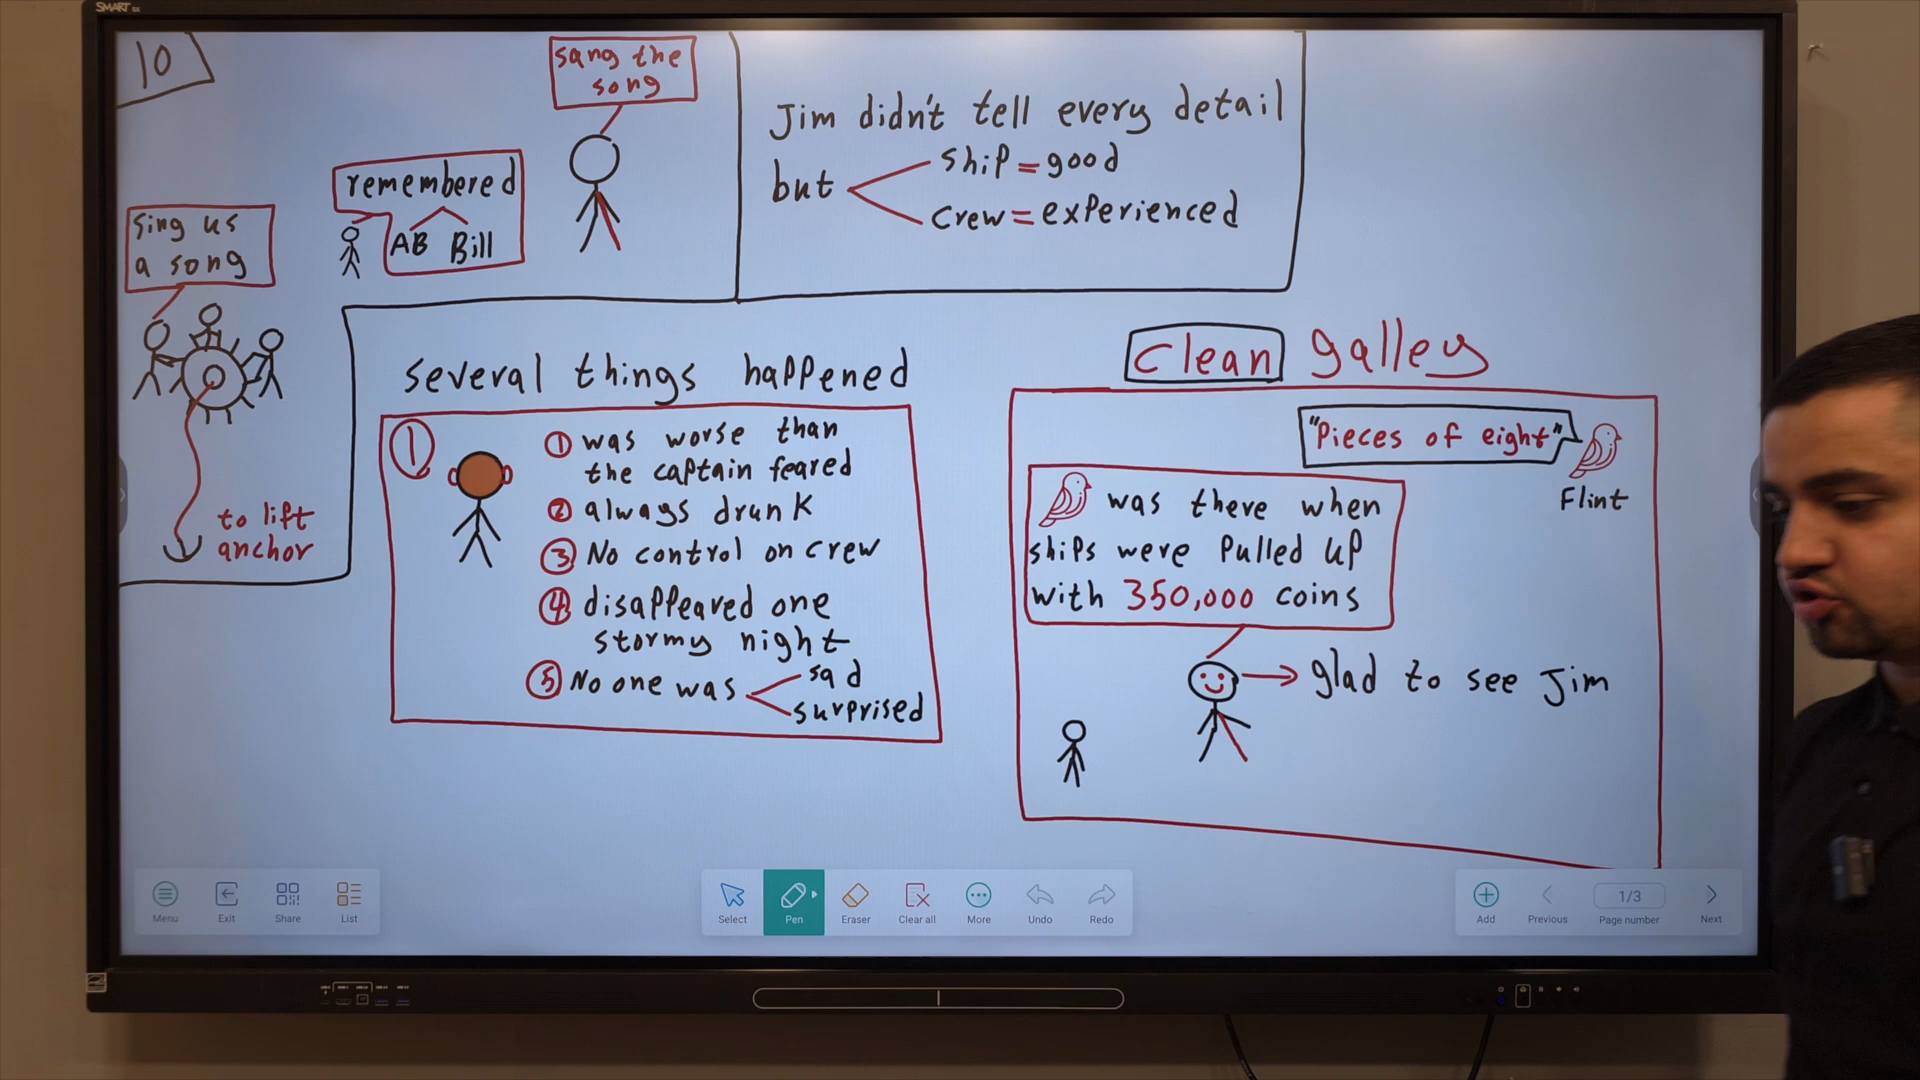 SMART
10
sang the
song
remembered
AB Bill
sing us
a song
to lift
anchor
Jim didn't tell every detail
but
ship = good
crew = experienced
several things happened
1
1 was worse than
the captain feared
2 always drunk
3 No control on crew
4 disappeared one
stormy night
5 No one was
sad
surprised
clean galley
"Pieces of eight"
Flint
was there when
ships were pulled up
with 350,000 coins
glad to see Jim
Menu
Exit
Share
List
Select
Pen
Eraser
Clear all
More
Undo
Redo
Add
Previous
1/3
Page number
Next